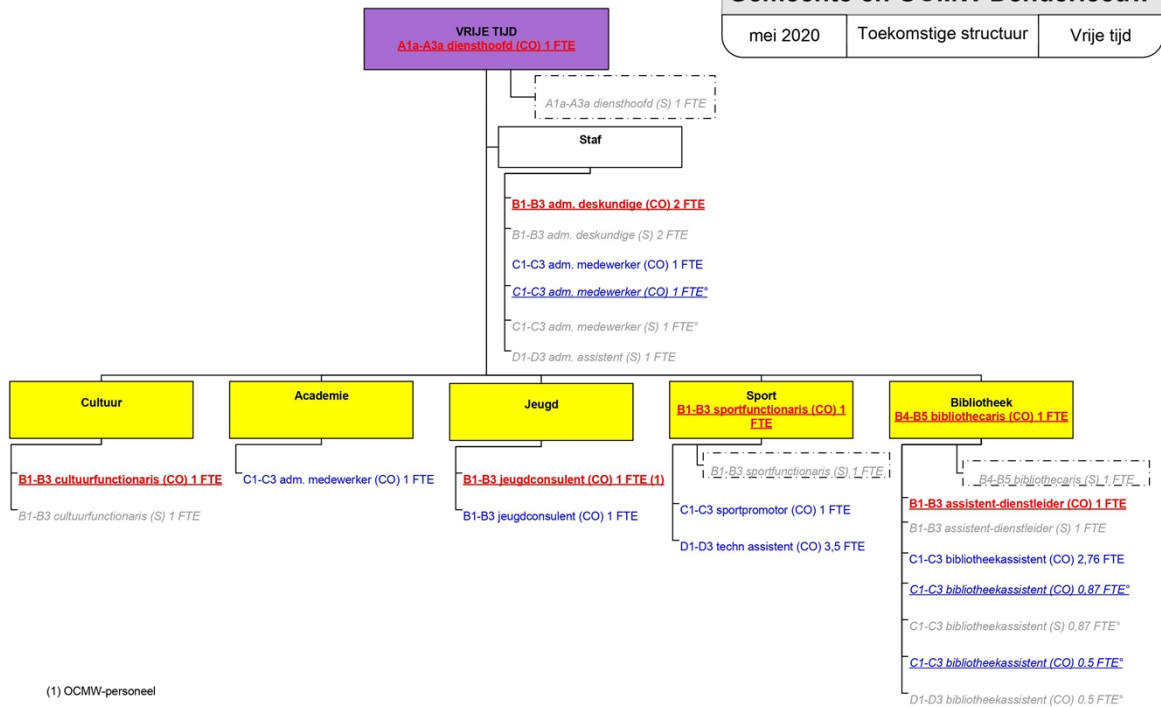 mei 2020
Toekomstige structuur
Vrije tijd
VRIJE TIJD
A1a-A3a diensthoofd (CO) 1 FTE
A1a-A3a diensthoofd (S) 1 FTE
Staf
B1-B3 adm. deskundige (CO) 2 FTE
B1-B3 adm. deskundige (S) 2 FTE
C1-C3 adm. medewerker (CO) 1 FTE
C1-C3 adm. medewerker (CO) 1 FTE°
C1-C3 adm. medewerker (S) 1 FTE°
D1-D3 adm. assistent (S) 1 FTE
Cultuur
B1-B3 cultuurfunctionaris (CO) 1 FTE
B1-B3 cultuurfunctionaris (S) 1 FTE
Academie
C1-C3 adm. medewerker (CO) 1 FTE
Jeugd
B1-B3 jeugdconsulent (CO) 1 FTE (1)
B1-B3 jeugdconsulent (CO) 1 FTE
Sport
B1-B3 sportfunctionaris (CO) 1
FTE
B1-B3 sportfunctionaris (S) 1 FTE
C1-C3 sportpromotor (CO) 1 FTE
D1-D3 techn assistent (CO) 3,5 FTE
Bibliotheek
B4-B5 bibliothecaris (CO) 1 FTE
B4-B5 bibliothecaris (S) 1 FTE
B1-B3 assistent-dienstleider (CO) 1 FTE
B1-B3 assistent-dienstleider (S) 1 FTE
C1-C3 bibliotheekassistent (CO) 2,76 FTE
C1-C3 bibliotheekassistent (CO) 0,87 FTE°
C1-C3 bibliotheekassistent (S) 0,87 FTE°
C1-C3 bibliotheekassistent (CO) 0.5 FTE°
D1-D3 bibliotheekassistent (CO) 0.5 FTE°
(1) OCMW-personeel